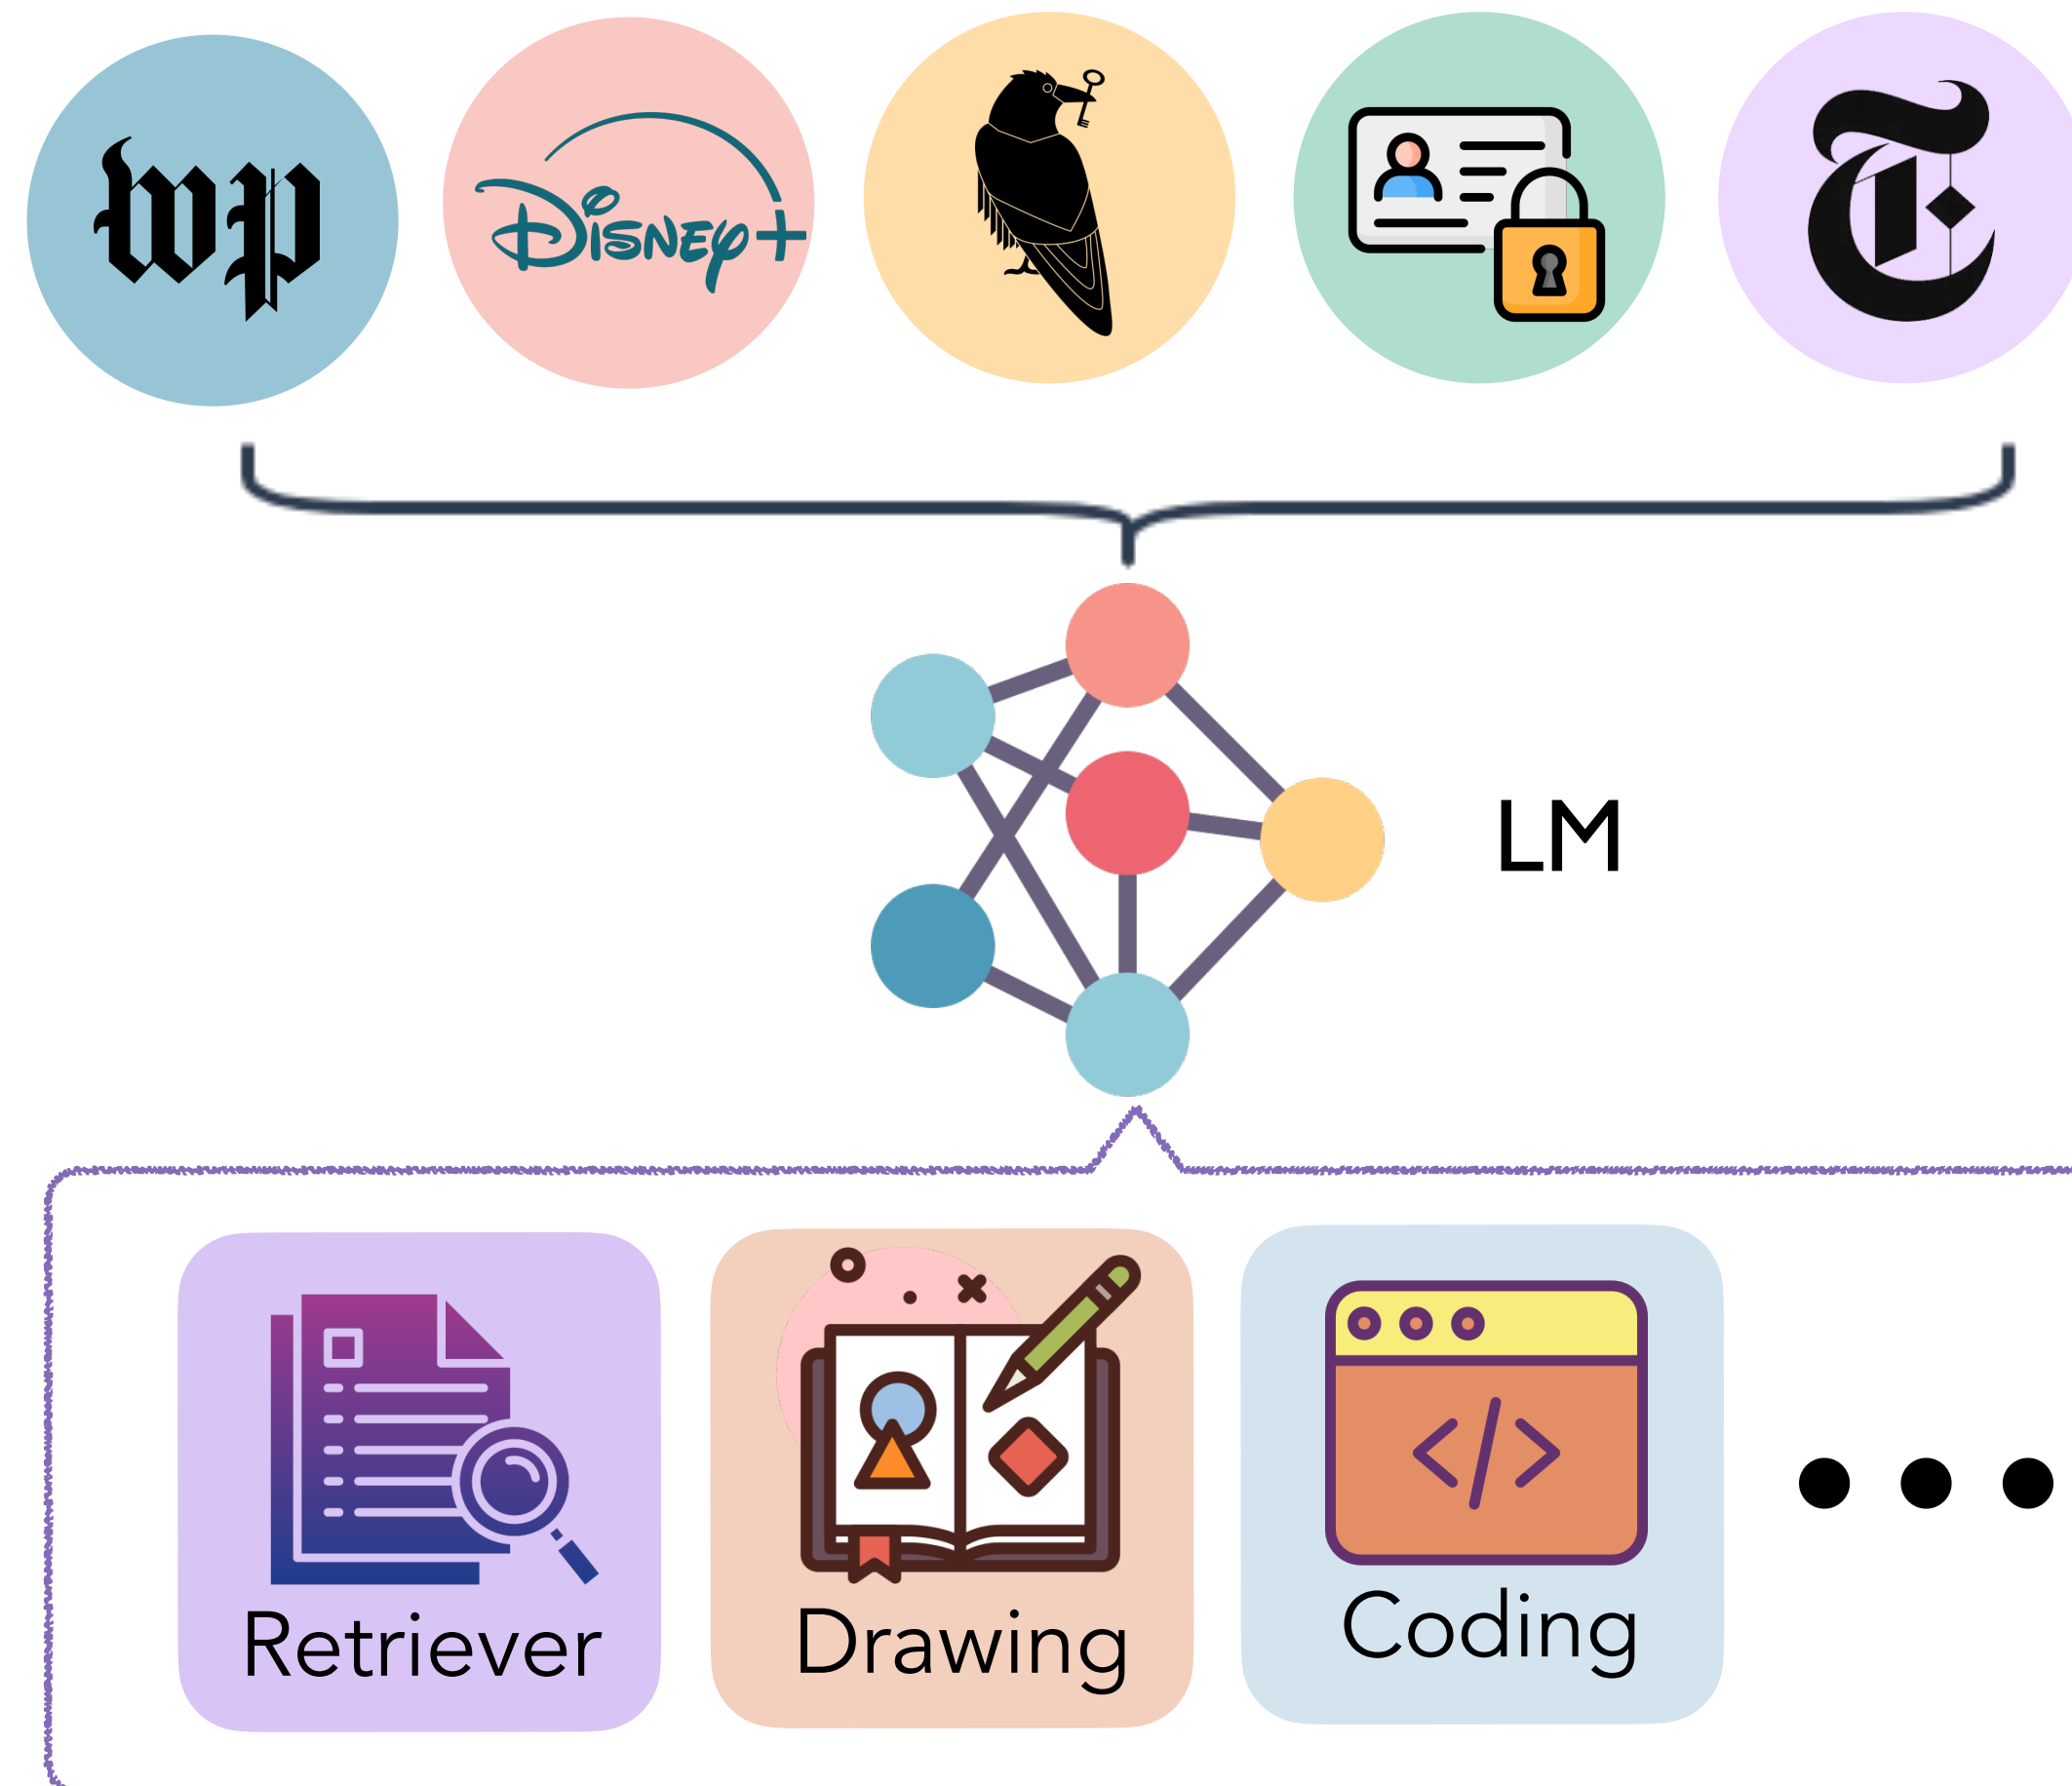 wp
Disney+
T
LM
Retriever
Drawing
Coding